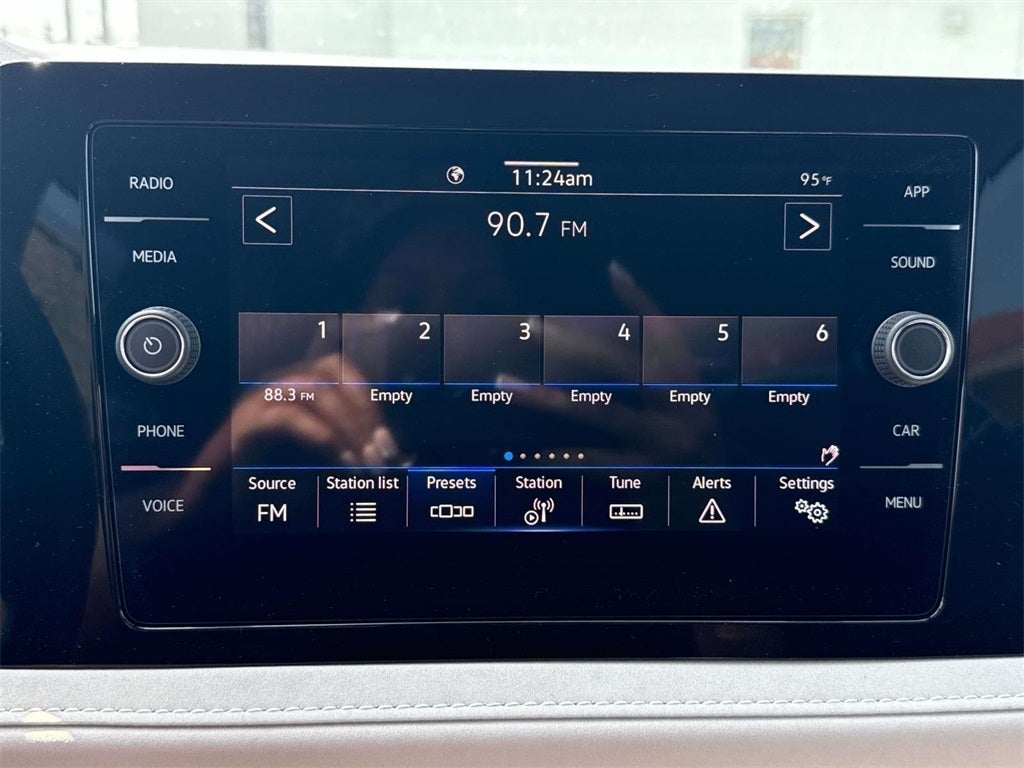 RADIO
MEDIA
PHONE
VOICE
11:24am
95°F
90.7 FM
1 2 3 4 5 6
88.3 FM Empty Empty Empty Empty Empty
Source Station list Presets Station Tune Alerts Settings
FM
APP
SOUND
CAR
MENU